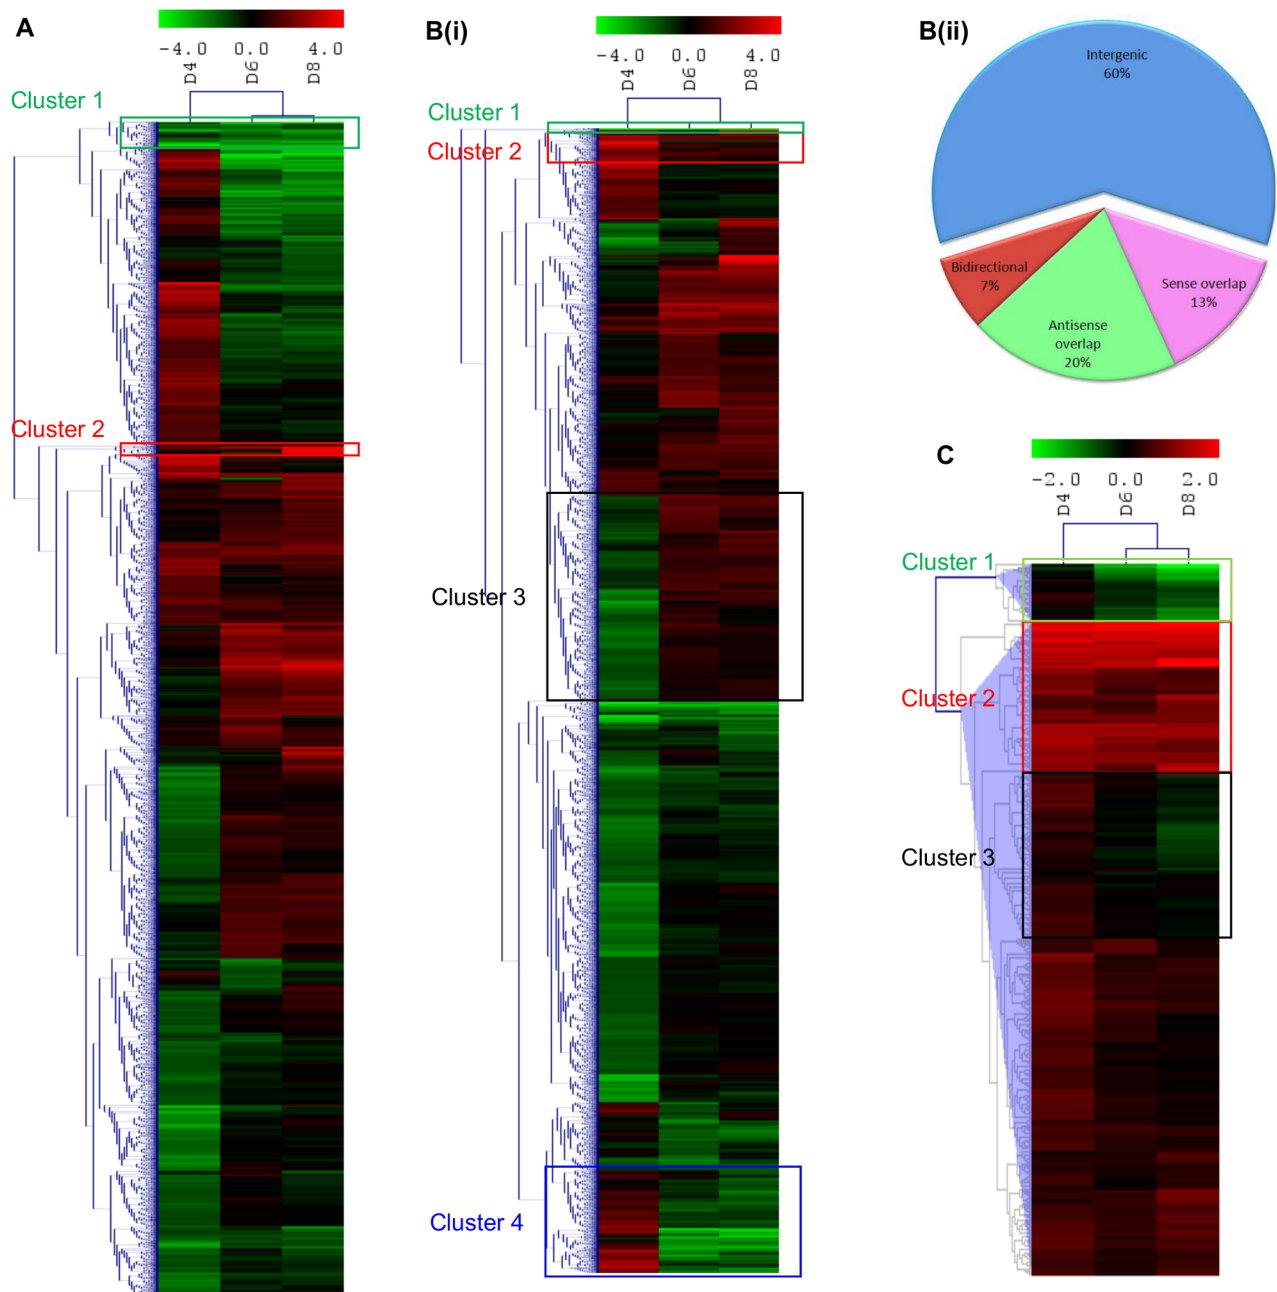 A
-4.0 0.0 4.0
D4 D6 D8
Cluster 1
Cluster 2
B(i)
-4.0 0.0 4.0
D4 D6 D8
Cluster 1
Cluster 2
Cluster 3
Cluster 4
B(ii)
Intergenic
60%
Bidirectional
7%
Sense overlap
13%
Antisense
overlap
20%
C
-2.0 0.0 2.0
D4 D6 D8
Cluster 1
Cluster 2
Cluster 3